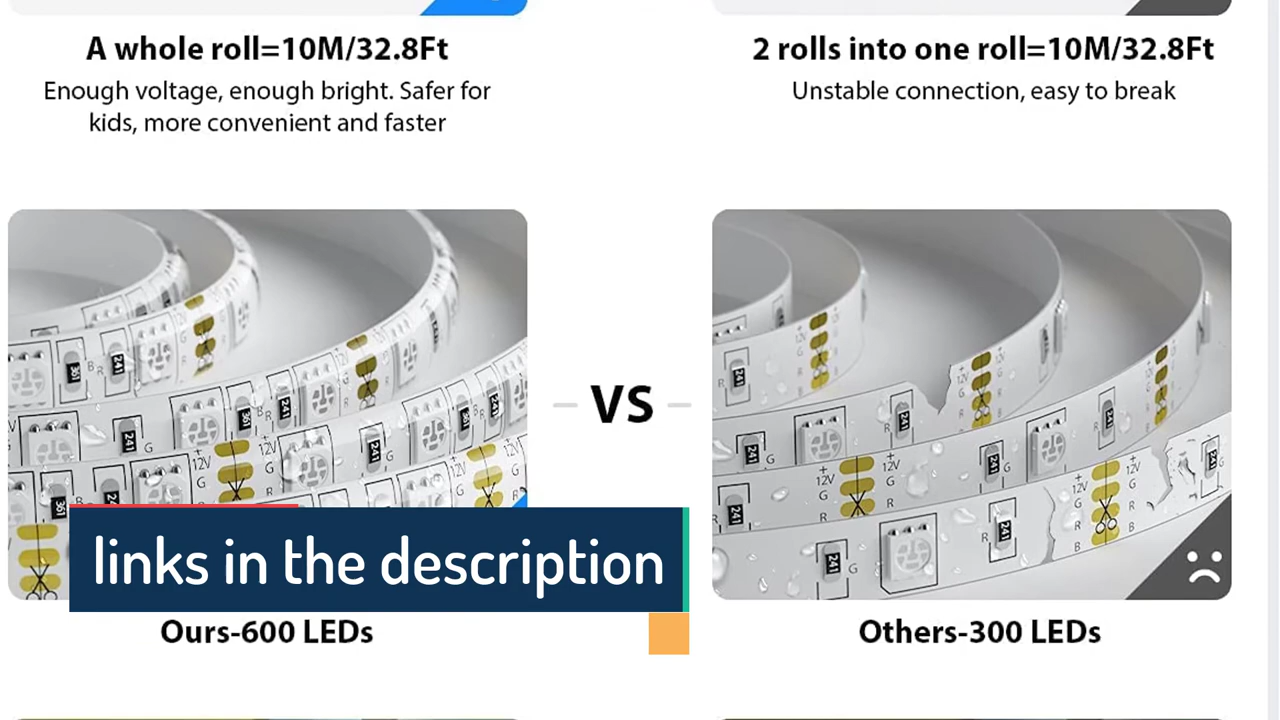 A whole roll=10M/32.8Ft
Enough voltage, enough bright. Safer for
kids, more convenient and faster
2 rolls into one roll=10M/32.8Ft
Unstable connection, easy to break
VS
links in the description
Ours-600 LEDs
Others-300 LEDs